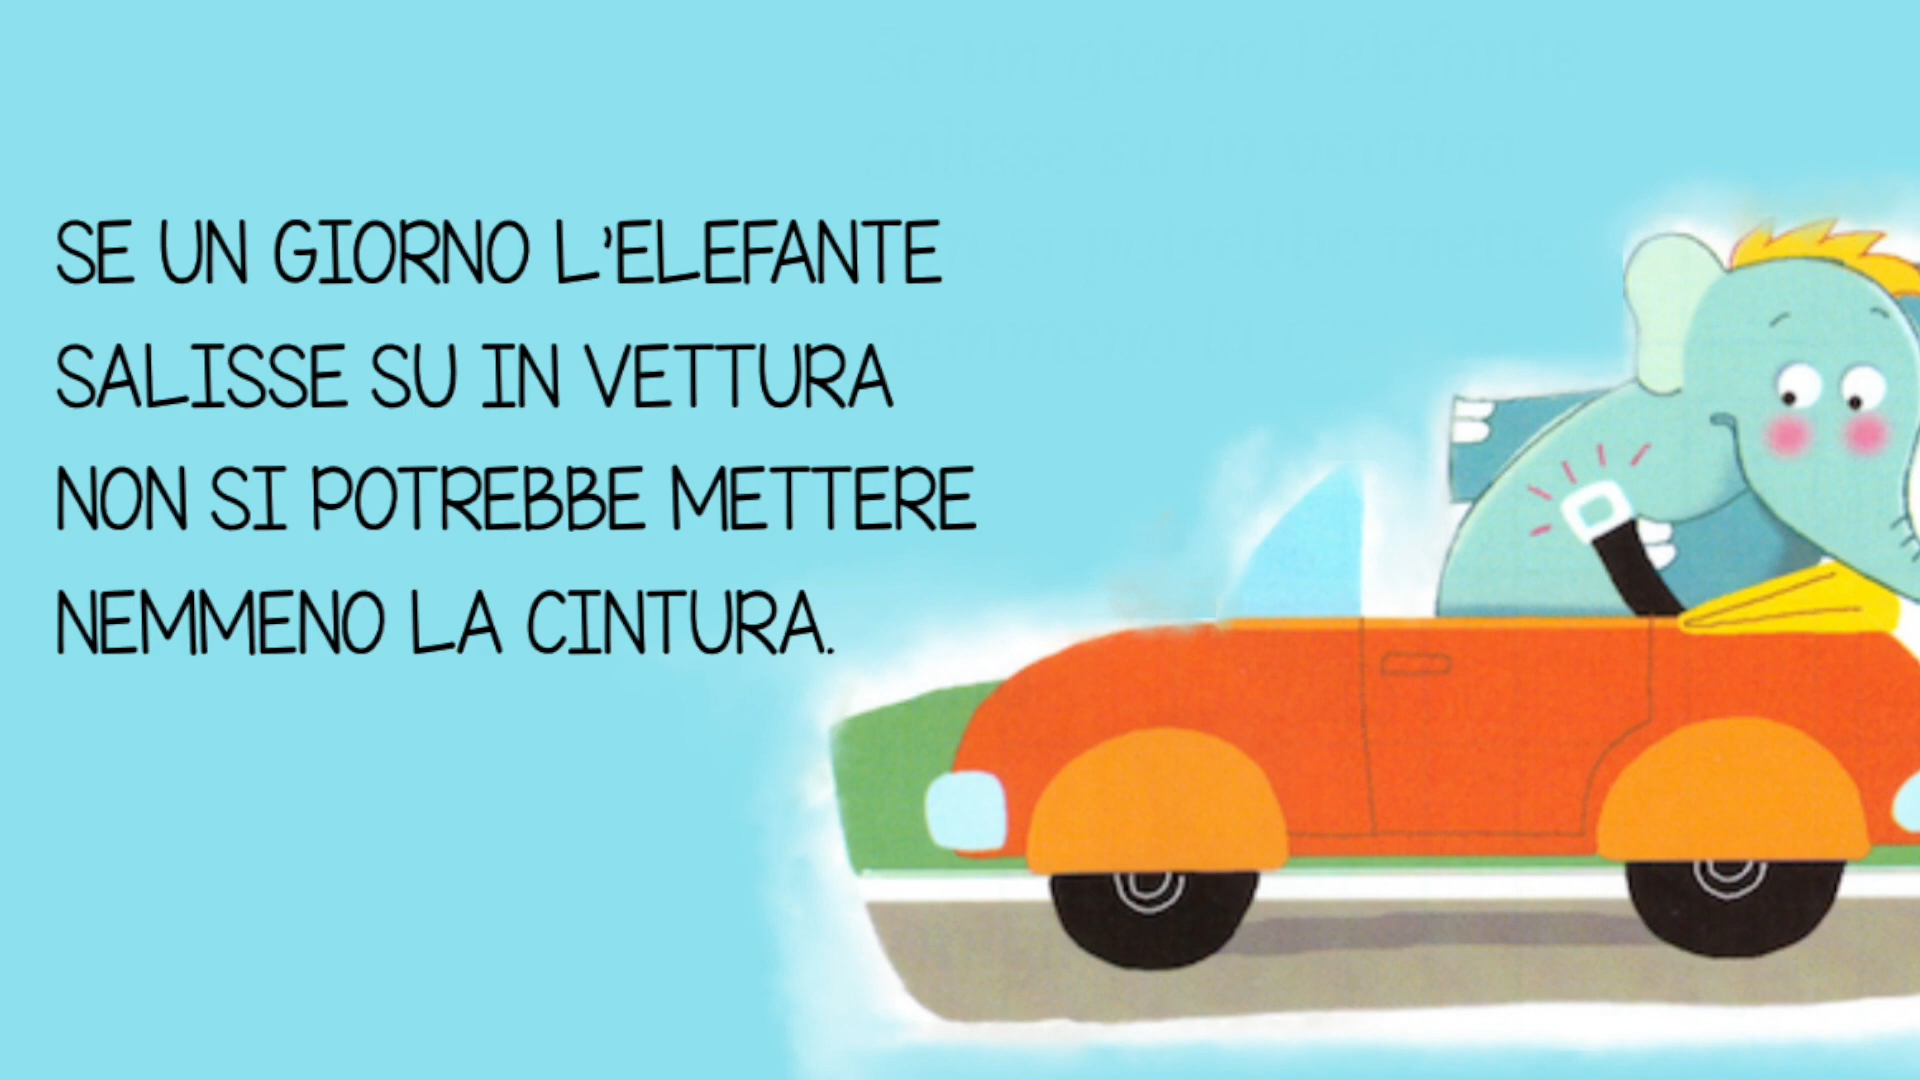 SE UN GIORNO L'ELEFANTE
SALISSE SU IN VETTURA
NON SI POTREBBE METTERE
NEMMENO LA CINTURA.